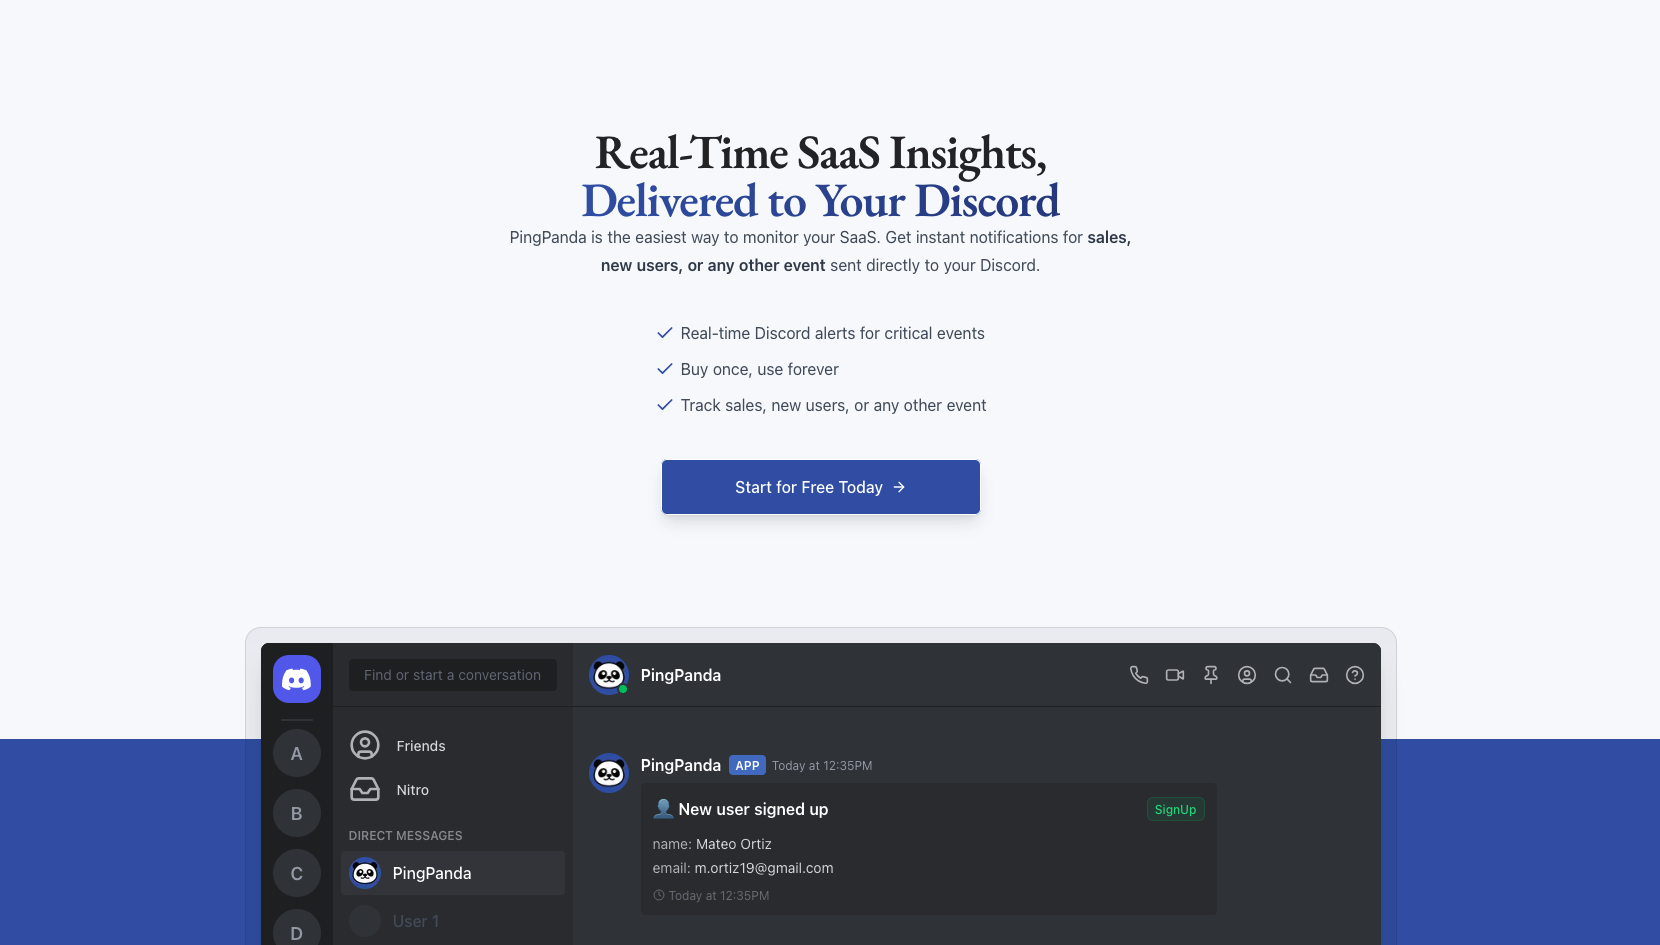 Real-Time SaaS Insights,
Delivered to Your Discord
PingPanda is the easiest way to monitor your SaaS. Get instant notifications for sales,
new users, or any other event sent directly to your Discord.
Real-time Discord alerts for critical events
Buy once, use forever
Track sales, new users, or any other event
Start for Free Today →
Find or start a conversation
PingPanda
A
B
C
D
Friends
Nitro
DIRECT MESSAGES
PingPanda
User 1
PingPanda APP Today at 12:35PM
👤 New user signed up
SignUp
name: Mateo Ortiz
email: m.ortiz19@gmail.com
Today at 12:35PM